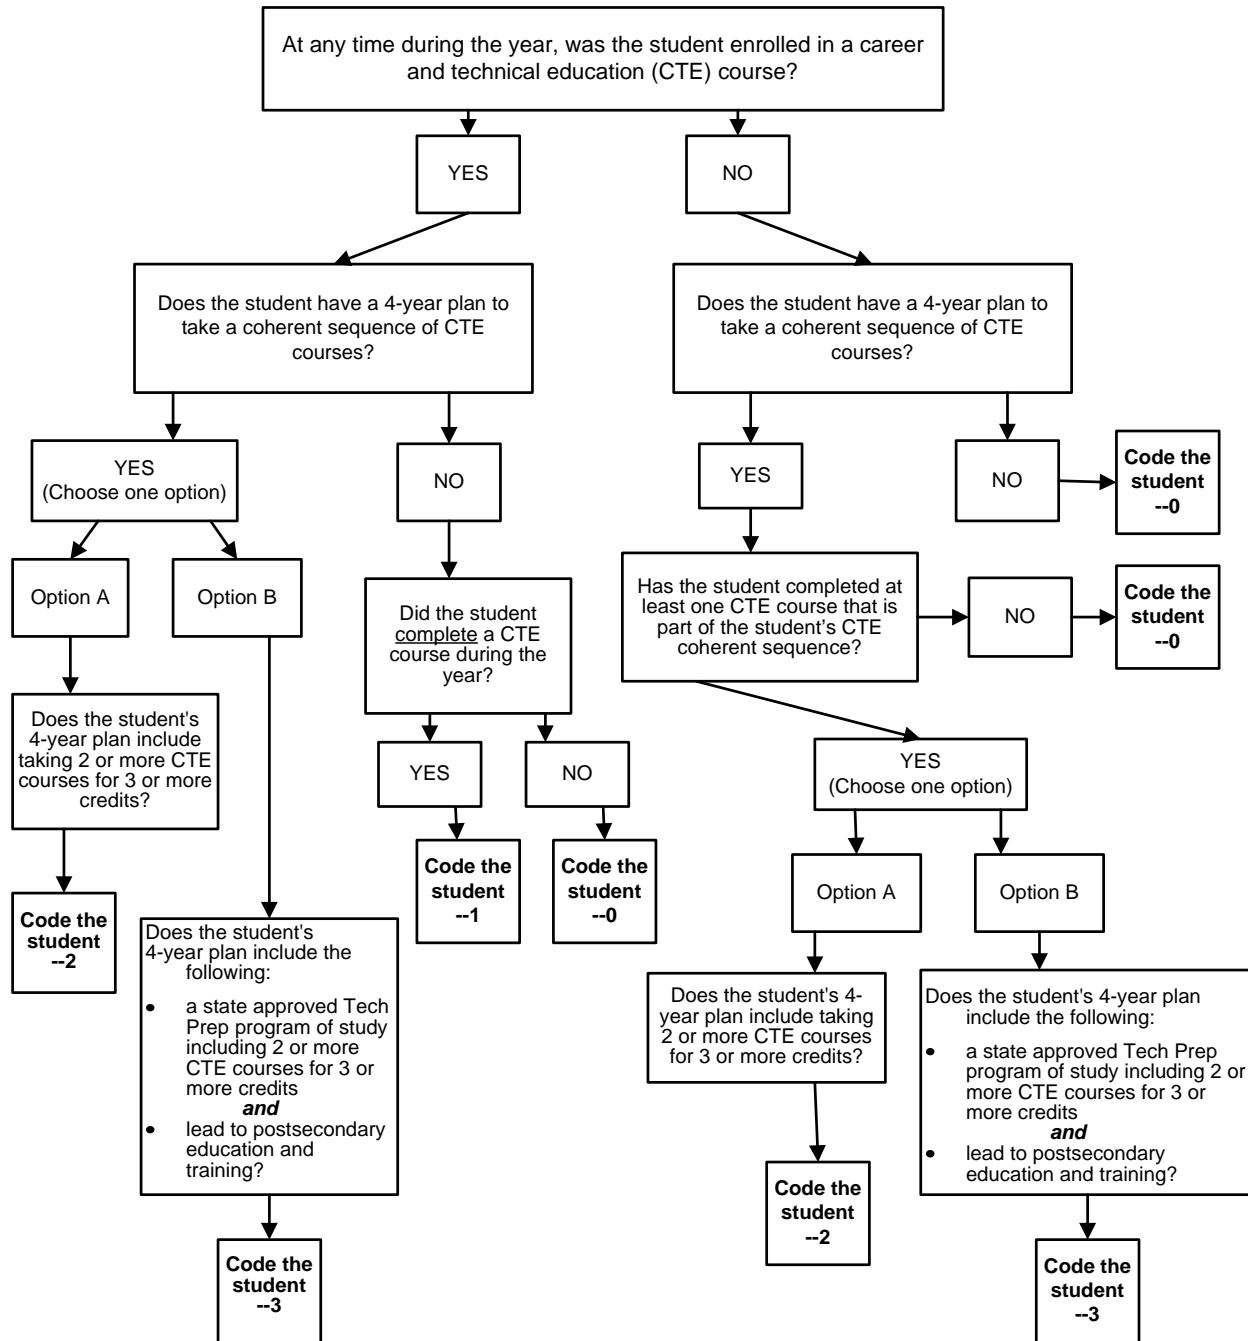 At any time during the year, was the student enrolled in a career
and technical education (CTE) course?
YES
NO
Does the student have a 4-year plan to
take a coherent sequence of CTE
courses?
Does the student have a 4-year plan to
take a coherent sequence of CTE
courses?
YES
(Choose one option)
NO
YES
NO
Code the
student
--0
Option A
Option B
Did the student
complete a CTE
course during the
year?
Has the student completed at
least one CTE course that is
part of the student’s CTE
coherent sequence?
NO
Code the
student
--0
Does the student's
4-year plan include
taking 2 or more CTE
courses for 3 or more
credits?
YES
NO
YES
(Choose one option)
Code the
student
--2
Code the
student
--1
Code the
student
--0
Option A
Option B
Does the student's
4-year plan include the
following:
• a state approved Tech
Prep program of study
including 2 or more
CTE courses for 3 or
more credits
and
• lead to postsecondary
education and
training?
Does the student's 4-
year plan include taking
2 or more CTE courses
for 3 or more credits?
Does the student's 4-year plan
include the following:
• a state approved Tech Prep
program of study including 2 or
more CTE courses for 3 or
more credits
and
• lead to postsecondary
education and training?
Code the
student
--3
Code the
student
--2
Code the
student
--3